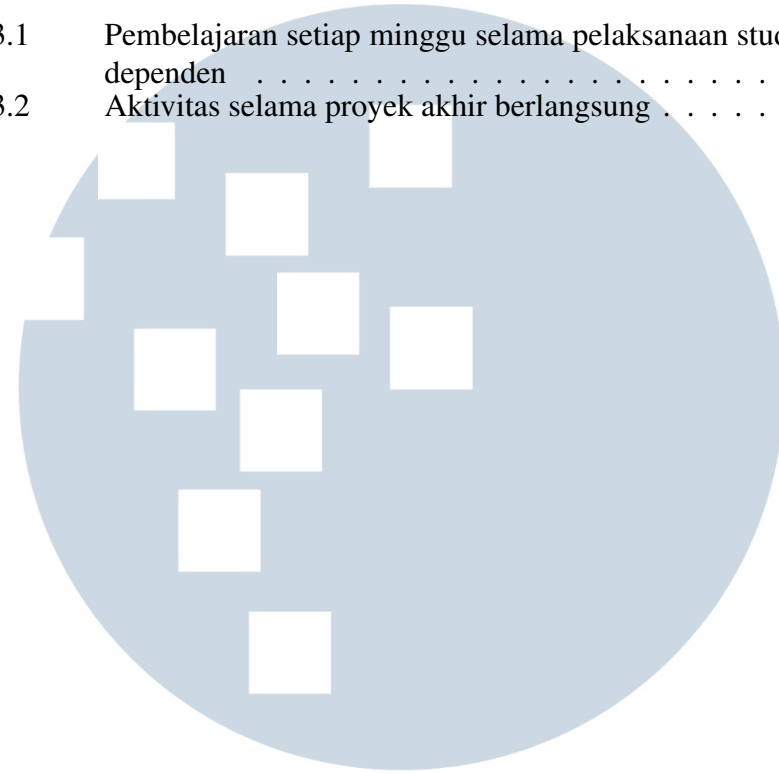 3.1 Pembelajaran setiap minggu selama pelaksanaan stud
dependen . . . . . . . . . . . . . . . . . . . . . . .
3.2 Aktivitas selama proyek akhir berlangsung . . . . .